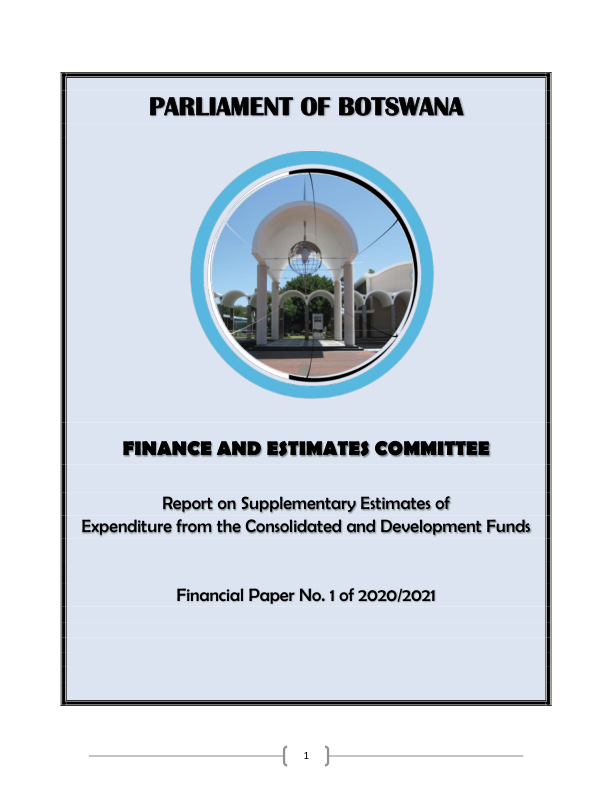 PARLIAMENT OF BOTSWANA
FINANCE AND ESTIMATES COMMITTEE
Report on Supplementary Estimates of
Expenditure from the Consolidated and Development Funds
Financial Paper No. 1 of 2020/2021
1